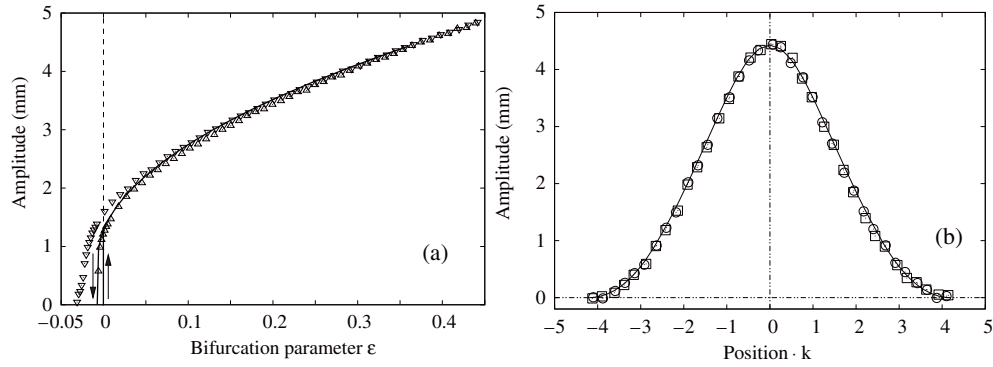 5
4
3
2
1
0
Amplitude (mm)
(a)
−0.05 0 0.1 0.2 0.3 0.4
Bifurcation parameter ε
5
4
3
2
1
0
Amplitude (mm)
(b)
−5 −4 −3 −2 −1 0 1 2 3 4 5
Position · k